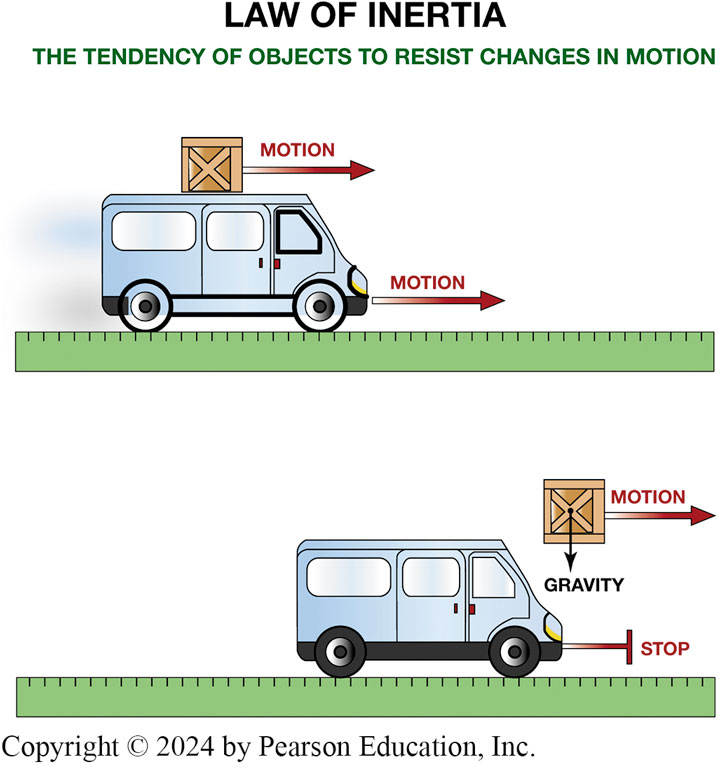 LAW OF INERTIA
THE TENDENCY OF OBJECTS TO RESIST CHANGES IN MOTION
MOTION
MOTION
MOTION
GRAVITY
STOP
Copyright © 2024 by Pearson Education, Inc.